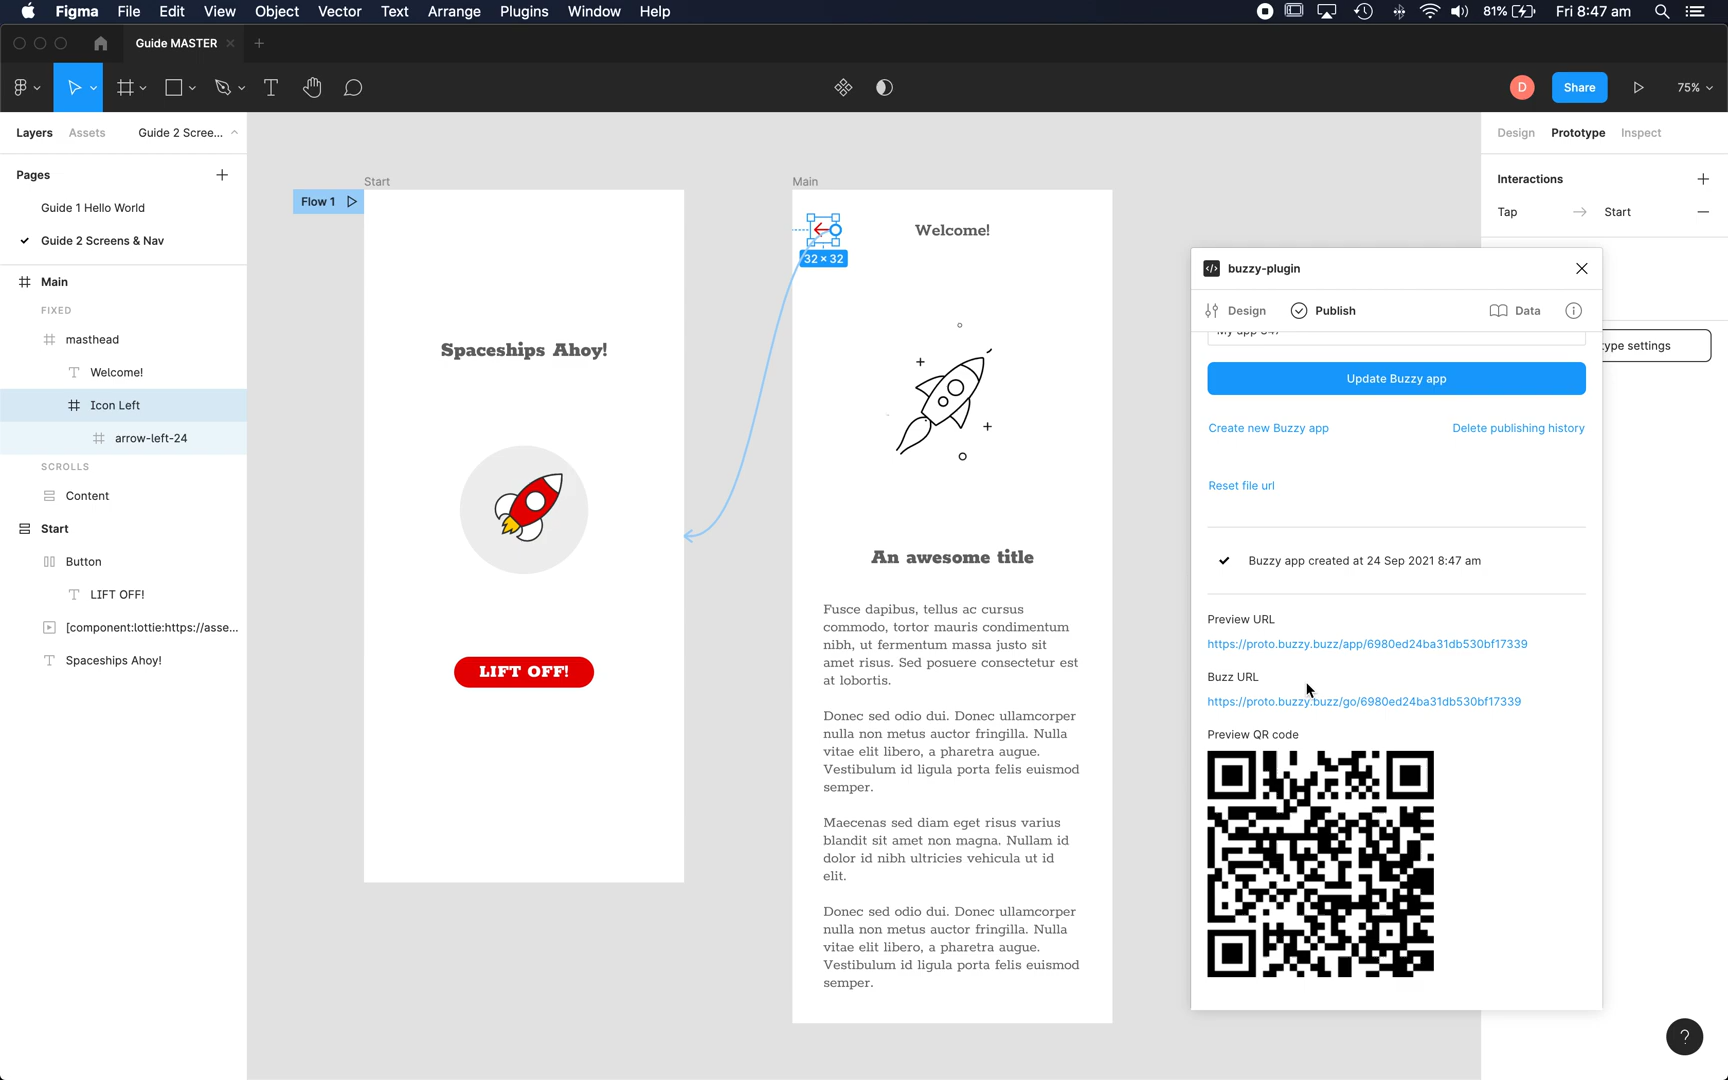 Figma File Edit View Object Vector Text Arrange Plugins Window Help
81% Fri 8:47 am
Guide MASTER
D Share 75%
Layers Assets Guide 2 Scree...
Pages
Guide 1 Hello World
Guide 2 Screens & Nav
Main
FIXED
masthead
Welcome!
Icon Left
arrow-left-24
SCROLLS
Content
Start
Button
LIFT OFF!
[component:lottie:https://asse...
Spaceships Ahoy!
Start
Flow 1
Spaceships Ahoy!
LIFT OFF!
Main
Welcome!
32 × 32
An awesome title
Fusce dapibus, tellus ac cursus
commodo, tortor mauris condimentum
nibh, ut fermentum massa justo sit
amet risus. Sed posuere consectetur est
at lobortis.
Donec sed odio dui. Donec ullamcorper
nulla non metus auctor fringilla. Nulla
vitae elit libero, a pharetra augue.
Vestibulum id ligula porta felis euismod
semper.
Maecenas sed diam eget risus varius
blandit sit amet non magna. Nullam id
dolor id nibh ultricies vehicula ut id
elit.
Donec sed odio dui. Donec ullamcorper
nulla non metus auctor fringilla. Nulla
vitae elit libero, a pharetra augue.
Vestibulum id ligula porta felis euismod
semper.
Design Prototype Inspect
Interactions
Tap Start
ype settings
buzzy-plugin
Design Publish Data
Update Buzzy app
Create new Buzzy app Delete publishing history
Reset file url
Buzzy app created at 24 Sep 2021 8:47 am
Preview URL
https://proto.buzzy.buzz/app/6980ed24ba31db530bf17339
Buzz URL
https://proto.buzzy.buzz/go/6980ed24ba31db530bf17339
Preview QR code
?